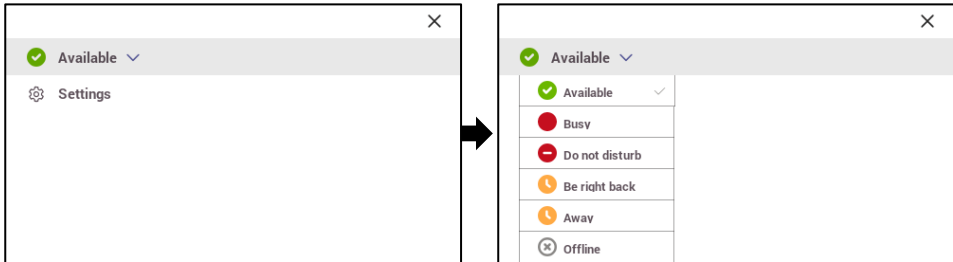 Available
Settings
Available
Available
Busy
Do not disturb
Be right back
Away
Offline